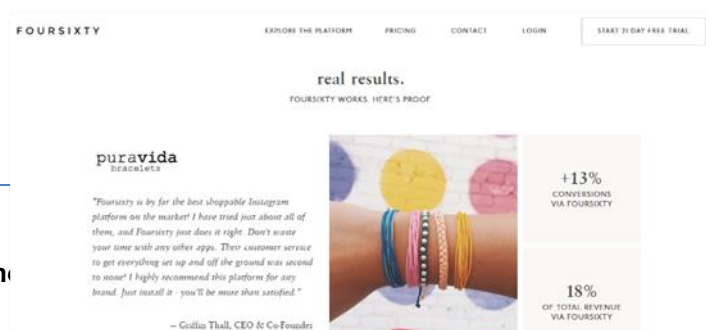 FOURSIXTY
EXPLORE THE PLATFORM
PRICING
CONTACT
LOGIN
START 21 DAY FREE TRIAL
real results.
FOURSIXTY WORKS. HERE'S PROOF
puravida
bracelets
"Foursixty is by far the best shoppable Instagram
platform on the market! I have tried just about all of
them, and Foursixty just does it right. Don't waste
your time with any other apps. Their customer service
to get everything set up and off the ground was second
to none! I highly recommend this platform for any
brand. Just install it - you'll be more than satisfied."
– Griffin Thall, CEO & Co-Founder
+13%
CONVERSIONS
VIA FOURSIXTY
18%
OF TOTAL REVENUE
VIA FOURSIXTY